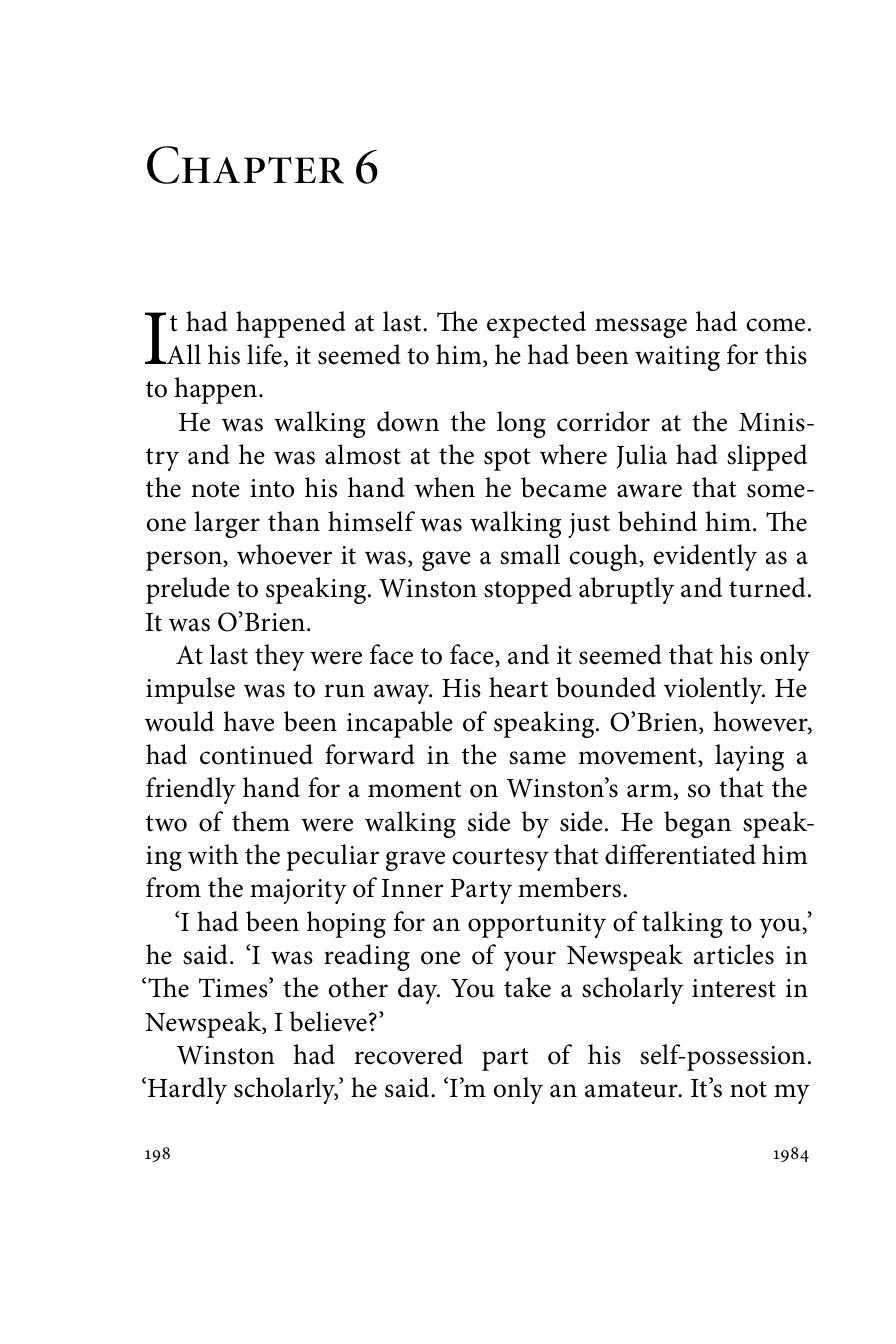 Chapter 6
It had happened at last. The expected message had come.
All his life, it seemed to him, he had been waiting for this
to happen.
He was walking down the long corridor at the Minis-
try and he was almost at the spot where Julia had slipped
the note into his hand when he became aware that some-
one larger than himself was walking just behind him. The
person, whoever it was, gave a small cough, evidently as a
prelude to speaking. Winston stopped abruptly and turned.
It was O’Brien.
At last they were face to face, and it seemed that his only
impulse was to run away. His heart bounded violently. He
would have been incapable of speaking. O’Brien, however,
had continued forward in the same movement, laying a
friendly hand for a moment on Winston’s arm, so that the
two of them were walking side by side. He began speak-
ing with the peculiar grave courtesy that differentiated him
from the majority of Inner Party members.
‘I had been hoping for an opportunity of talking to you,’
he said. ‘I was reading one of your Newspeak articles in
‘The Times’ the other day. You take a scholarly interest in
Newspeak, I believe?’
Winston had recovered part of his self-possession.
‘Hardly scholarly,’ he said. ‘I’m only an amateur. It’s not my
198 1984